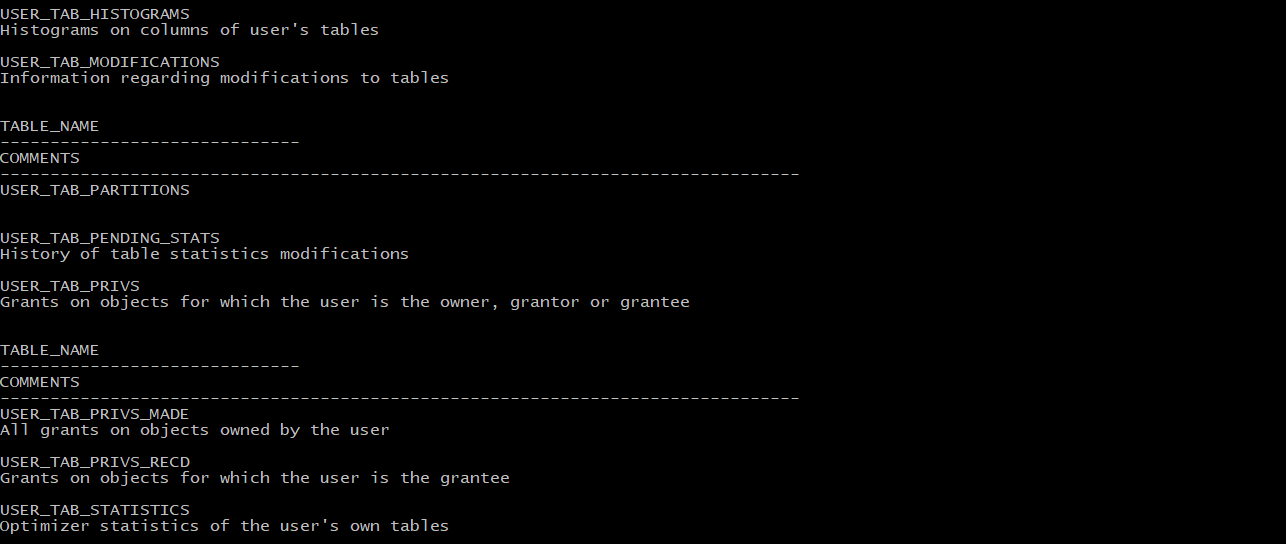 USER_TAB_HISTOGRAMS
Histograms on columns of user's tables
USER_TAB_MODIFICATIONS
Information regarding modifications to tables
TABLE_NAME
------------------------------
COMMENTS
--------------------------------------------------------------------------------
USER_TAB_PARTITIONS
USER_TAB_PENDING_STATS
History of table statistics modifications
USER_TAB_PRIVS
Grants on objects for which the user is the owner, grantor or grantee
TABLE_NAME
------------------------------
COMMENTS
--------------------------------------------------------------------------------
USER_TAB_PRIVS_MADE
All grants on objects owned by the user
USER_TAB_PRIVS_RECD
Grants on objects for which the user is the grantee
USER_TAB_STATISTICS
Optimizer statistics of the user's own tables